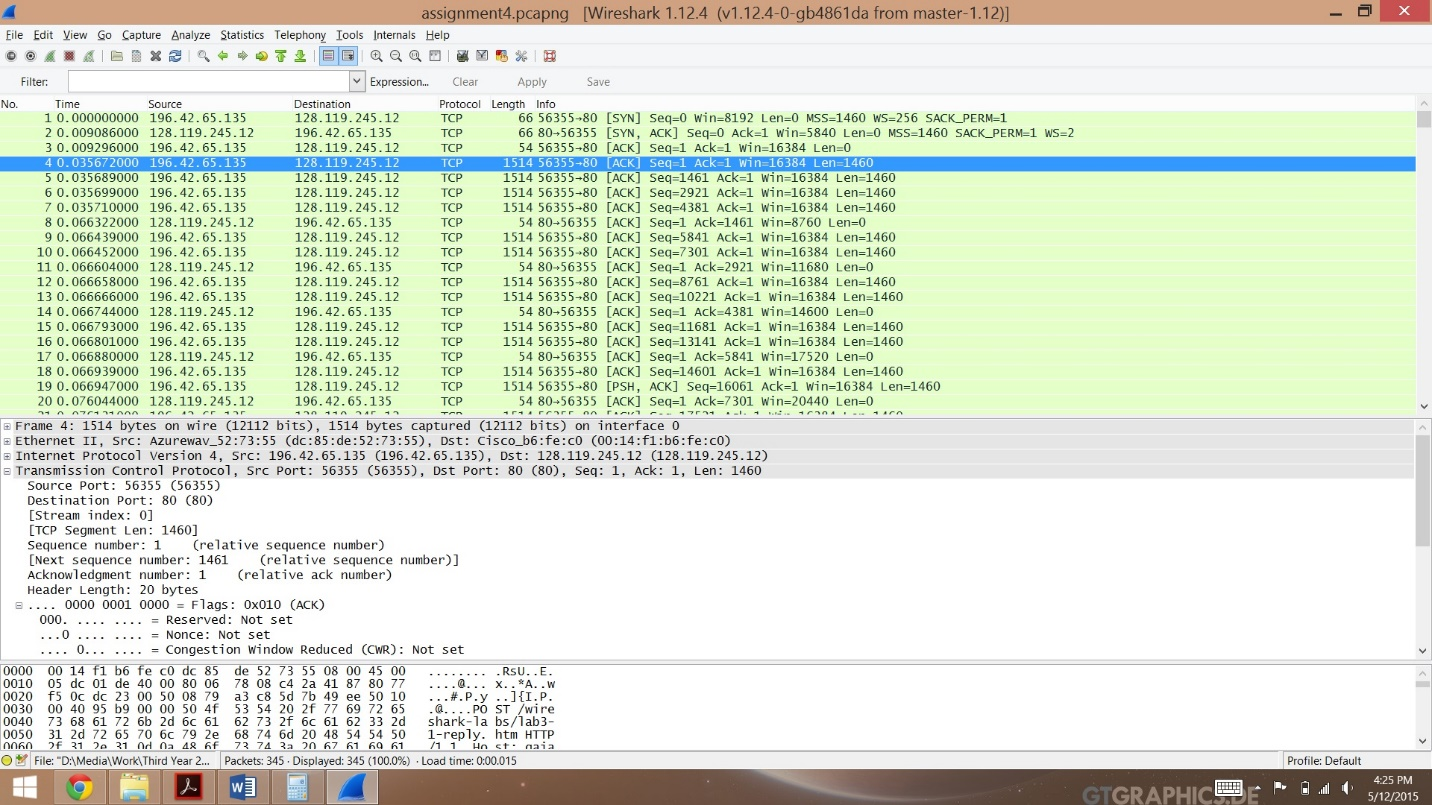 assignment4.pcapng [Wireshark 1.12.4 (v1.12.4-0-gb4861da from master-1.12)]
File Edit View Go Capture Analyze Statistics Telephony Tools Internals Help
Filter: Expression... Clear Apply Save
No. Time Source Destination Protocol Length Info
1 0.000000000 196.42.65.135 128.119.245.12 TCP 66 56355→80 [SYN] Seq=0 Win=8192 Len=0 MSS=1460 WS=256 SACK_PERM=1
2 0.009086000 128.119.245.12 196.42.65.135 TCP 66 80→56355 [SYN, ACK] Seq=0 Ack=1 Win=5840 Len=0 MSS=1460 SACK_PERM=1 WS=2
3 0.009296000 196.42.65.135 128.119.245.12 TCP 54 56355→80 [ACK] Seq=1 Ack=1 Win=16384 Len=0
4 0.035672000 196.42.65.135 128.119.245.12 TCP 1514 56355→80 [ACK] Seq=1 Ack=1 Win=16384 Len=1460
5 0.035689000 196.42.65.135 128.119.245.12 TCP 1514 56355→80 [ACK] Seq=1461 Ack=1 Win=16384 Len=1460
6 0.035699000 196.42.65.135 128.119.245.12 TCP 1514 56355→80 [ACK] Seq=2921 Ack=1 Win=16384 Len=1460
7 0.035710000 196.42.65.135 128.119.245.12 TCP 1514 56355→80 [ACK] Seq=4381 Ack=1 Win=16384 Len=1460
8 0.066322000 128.119.245.12 196.42.65.135 TCP 54 80→56355 [ACK] Seq=1 Ack=1461 Win=8760 Len=0
9 0.066439000 196.42.65.135 128.119.245.12 TCP 1514 56355→80 [ACK] Seq=5841 Ack=1 Win=16384 Len=1460
10 0.066452000 196.42.65.135 128.119.245.12 TCP 1514 56355→80 [ACK] Seq=7301 Ack=1 Win=16384 Len=1460
11 0.066604000 128.119.245.12 196.42.65.135 TCP 54 80→56355 [ACK] Seq=1 Ack=2921 Win=11680 Len=0
12 0.066658000 196.42.65.135 128.119.245.12 TCP 1514 56355→80 [ACK] Seq=8761 Ack=1 Win=16384 Len=1460
13 0.066666000 196.42.65.135 128.119.245.12 TCP 1514 56355→80 [ACK] Seq=10221 Ack=1 Win=16384 Len=1460
14 0.066744000 128.119.245.12 196.42.65.135 TCP 54 80→56355 [ACK] Seq=1 Ack=4381 Win=14600 Len=0
15 0.066793000 196.42.65.135 128.119.245.12 TCP 1514 56355→80 [ACK] Seq=11681 Ack=1 Win=16384 Len=1460
16 0.066801000 196.42.65.135 128.119.245.12 TCP 1514 56355→80 [ACK] Seq=13141 Ack=1 Win=16384 Len=1460
17 0.066880000 128.119.245.12 196.42.65.135 TCP 54 80→56355 [ACK] Seq=1 Ack=5841 Win=17520 Len=0
18 0.066939000 196.42.65.135 128.119.245.12 TCP 1514 56355→80 [ACK] Seq=14601 Ack=1 Win=16384 Len=1460
19 0.066947000 196.42.65.135 128.119.245.12 TCP 1514 56355→80 [PSH, ACK] Seq=16061 Ack=1 Win=16384 Len=1460
20 0.076044000 128.119.245.12 196.42.65.135 TCP 54 80→56355 [ACK] Seq=1 Ack=7301 Win=20440 Len=0
Frame 4: 1514 bytes on wire (12112 bits), 1514 bytes captured (12112 bits) on interface 0
Ethernet II, Src: Azurewav_52:73:55 (dc:85:de:52:73:55), Dst: Cisco_b6:fe:c0 (00:14:f1:b6:fe:c0)
Internet Protocol Version 4, Src: 196.42.65.135 (196.42.65.135), Dst: 128.119.245.12 (128.119.245.12)
Transmission Control Protocol, Src Port: 56355 (56355), Dst Port: 80 (80), Seq: 1, Ack: 1, Len: 1460
Source Port: 56355 (56355)
Destination Port: 80 (80)
[Stream index: 0]
[TCP Segment Len: 1460]
Sequence number: 1 (relative sequence number)
[Next sequence number: 1461 (relative sequence number)]
Acknowledgment number: 1 (relative ack number)
Header Length: 20 bytes
.... 0000 0001 0000 = Flags: 0x010 (ACK)
000. .... .... = Reserved: Not set
...0 .... .... = Nonce: Not set
.... 0... .... = Congestion Window Reduced (CWR): Not set
0000 00 14 f1 b6 fe c0 dc 85 de 52 73 55 08 00 45 00 ........ .RsU..E.
0010 05 dc 01 de 40 00 80 06 78 08 c4 2a 41 87 80 77 ....@... x..*A..w
0020 f5 0c dc 23 00 50 08 79 a3 c8 5d 7b 49 ee 50 10 ...#.P.y ..]{I.P.
0030 00 40 95 b9 00 00 50 4f 53 54 20 2f 77 69 72 65 .@....PO ST /wire
0040 73 68 61 72 6b 2d 6c 61 62 73 2f 6c 61 62 33 2d shark-la bs/lab3-
0050 31 2d 72 65 70 6c 79 2e 68 74 6d 20 48 54 54 50 1-reply. htm HTTP
0060 2f 31 2e 31 0d 0a 48 6f 73 74 3a 20 67 61 69 61 /1.1..Ho st: gaia
File: "D:\Media\Work\Third Year 2... Packets: 345 · Displayed: 345 (100.0%) · Load time: 0:00.015 Profile: Default
GTGRAPHICS.DE
4:25 PM
5/12/2015